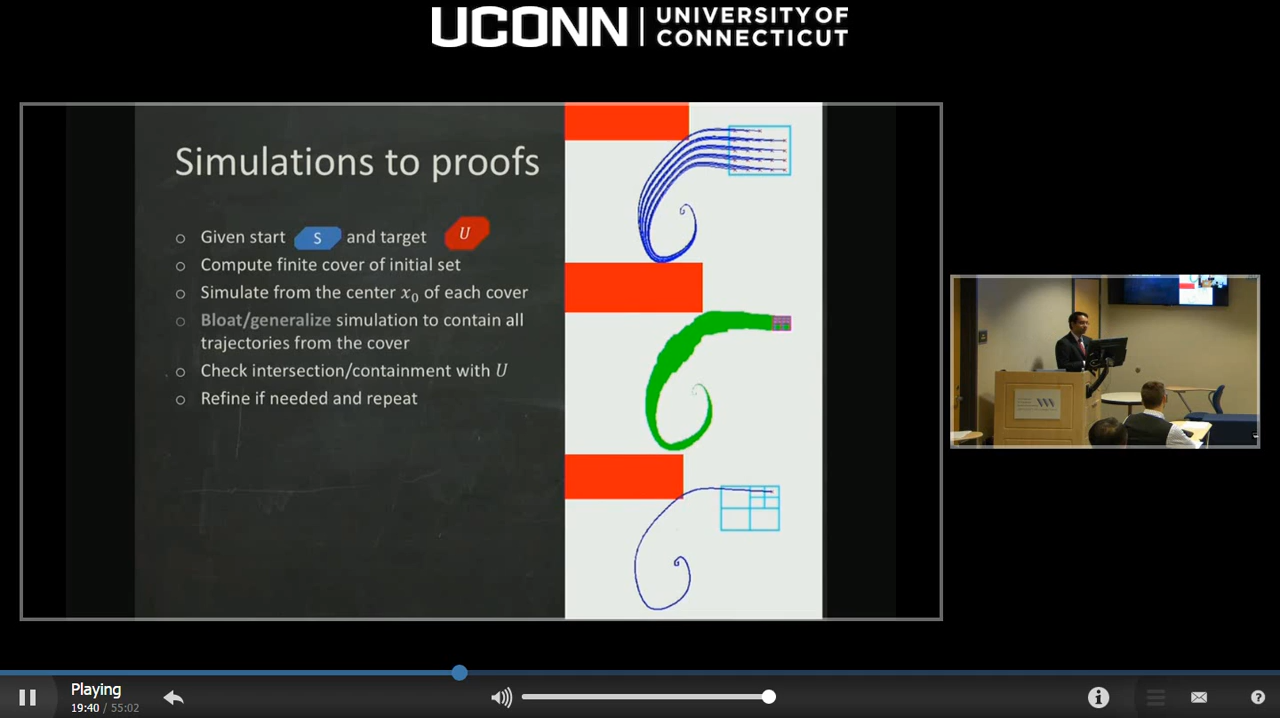 UCONN
UNIVERSITY OF
CONNECTICUT
Simulations to proofs
Given start S and target U
Compute finite cover of initial set
Simulate from the center x₀ of each cover
Bloat/generalize simulation to contain all
trajectories from the cover
Check intersection/containment with U
Refine if needed and repeat
Playing
19:40 / 55:02